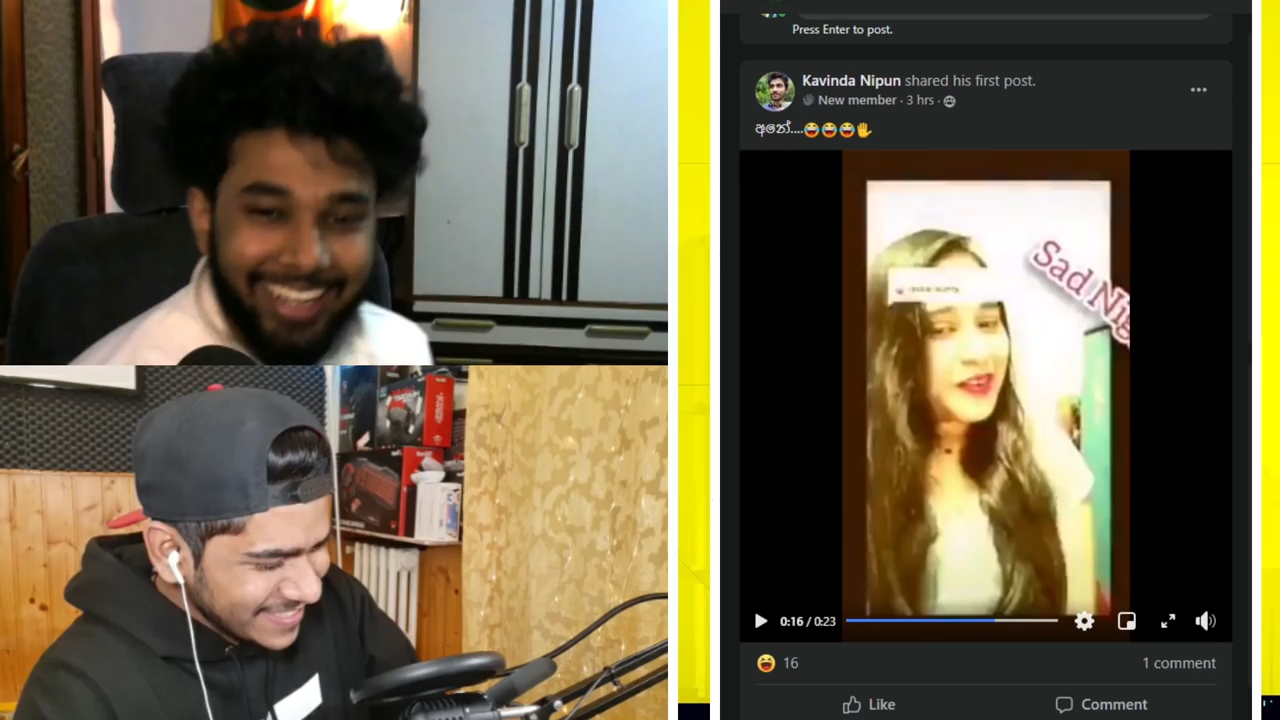 Press Enter to post.
Kavinda Nipun shared his first post.
New member · 3 hrs ·
අනේ....😂😂😂✋
Sad Nig
0:16 / 0:23
16
1 comment
Like
Comment